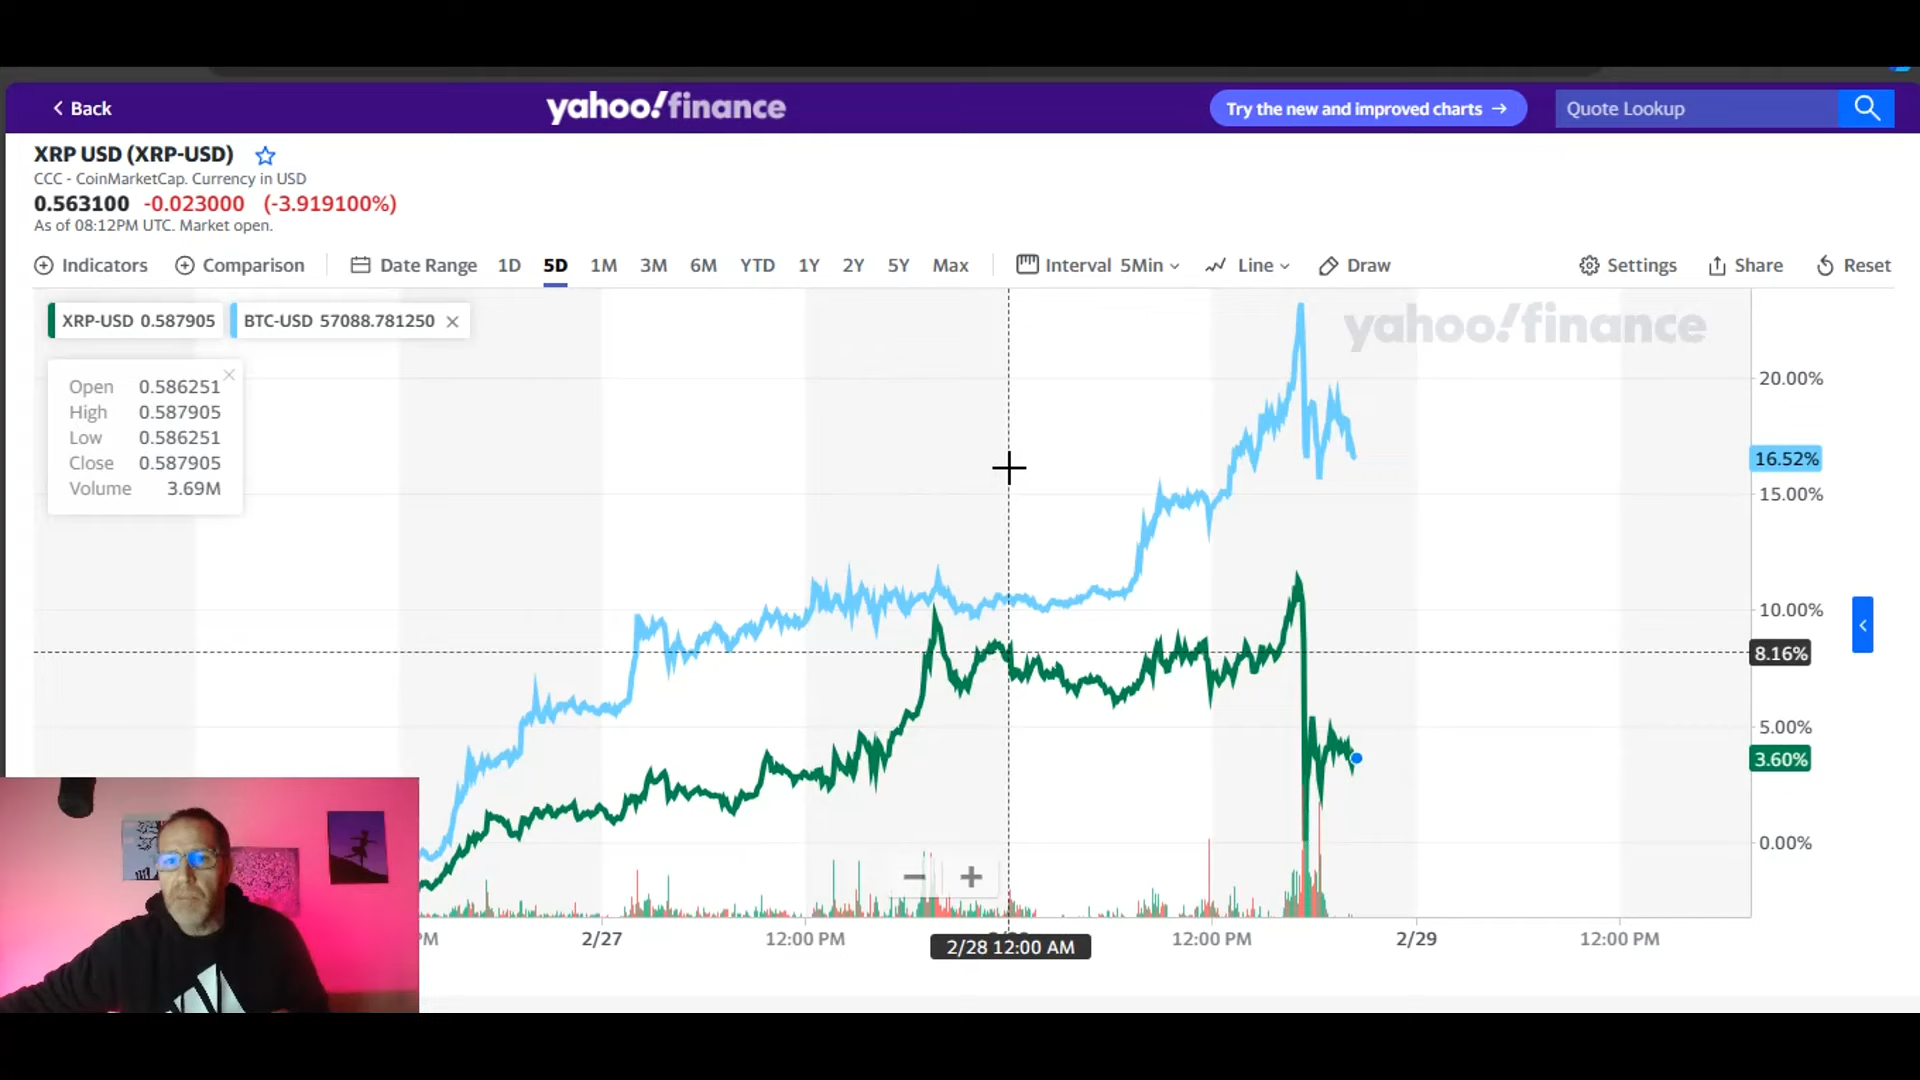 Back
yahoo!finance
Try the new and improved charts →
Quote Lookup
XRP USD (XRP-USD)
CCC - CoinMarketCap. Currency in USD
0.563100 -0.023000 (-3.919100%)
As of 08:12PM UTC. Market open.
Indicators Comparison Date Range 1D 5D 1M 3M 6M YTD 1Y 2Y 5Y Max Interval 5Min Line Draw Settings Share Reset
XRP-USD 0.587905 BTC-USD 57088.781250
yahoo!finance
Open 0.586251
High 0.587905
Low 0.586251
Close 0.587905
Volume 3.69M
20.00%
16.52%
15.00%
10.00%
8.16%
5.00%
3.60%
0.00%
PM 2/27 12:00 PM 2/28 12:00 AM 12:00 PM 2/29 12:00 PM